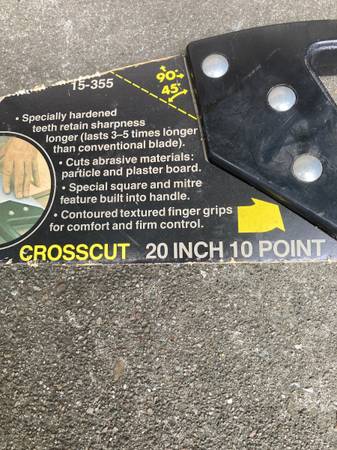 15-355
90°
45°
• Specially hardened
teeth retain sharpness
longer (lasts 3–5 times longer
than conventional blade).
• Cuts abrasive materials:
particle and plaster board.
• Special square and mitre
feature built into handle.
• Contoured textured finger grips
for comfort and firm control.
CROSSCUT 20 INCH 10 POINT